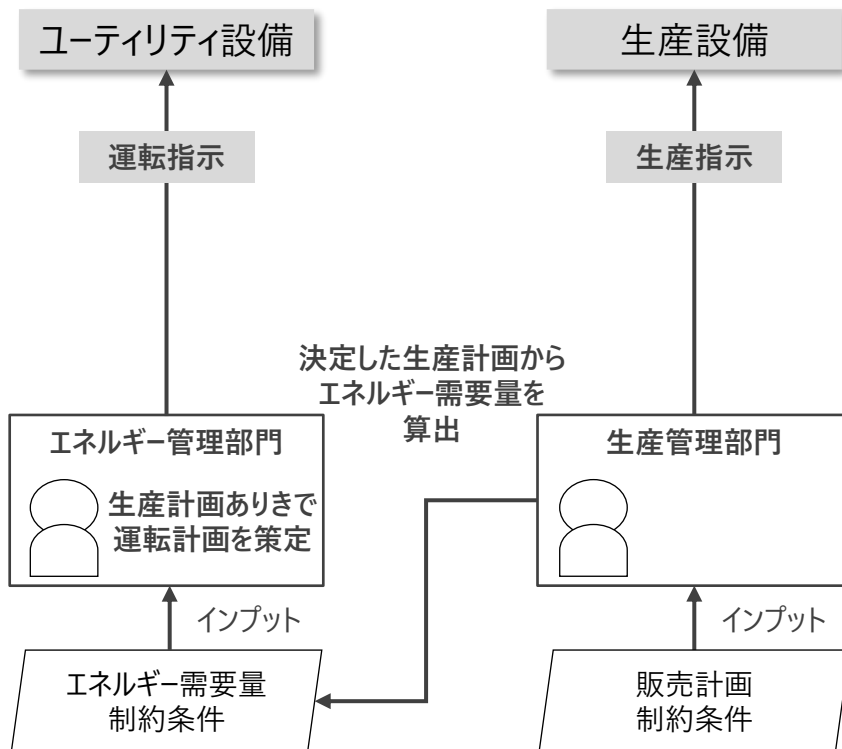 ユーティリティ設備
生産設備
運転指示
生産指示
決定した生産計画から
エネルギー需要量を
算出
エネルギー管理部門
生産計画ありきで
運転計画を策定
生産管理部門
インプット
インプット
エネルギー需要量
制約条件
販売計画
制約条件